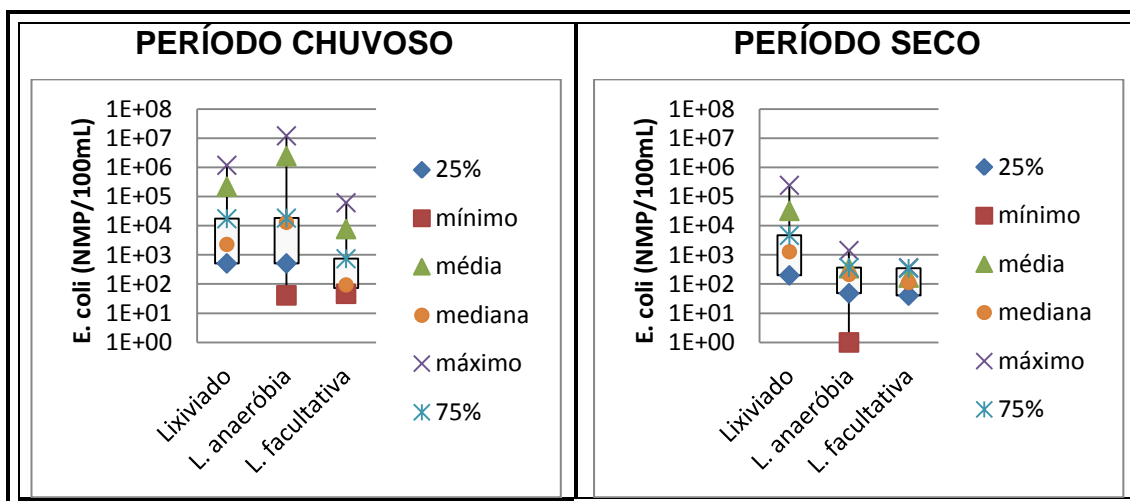 PERÍODO CHUVOSO
E. coli (NMP/100mL)
1E+08
1E+07
1E+06
1E+05
1E+04
1E+03
1E+02
1E+01
1E+00
Lixiviado
L. anaeróbia
L. facultativa
25%
mínimo
média
mediana
máximo
75%
PERÍODO SECO
E. coli (NMP/100mL)
1E+08
1E+07
1E+06
1E+05
1E+04
1E+03
1E+02
1E+01
1E+00
Lixiviado
L. anaeróbia
L. facultativa
25%
mínimo
média
mediana
máximo
75%